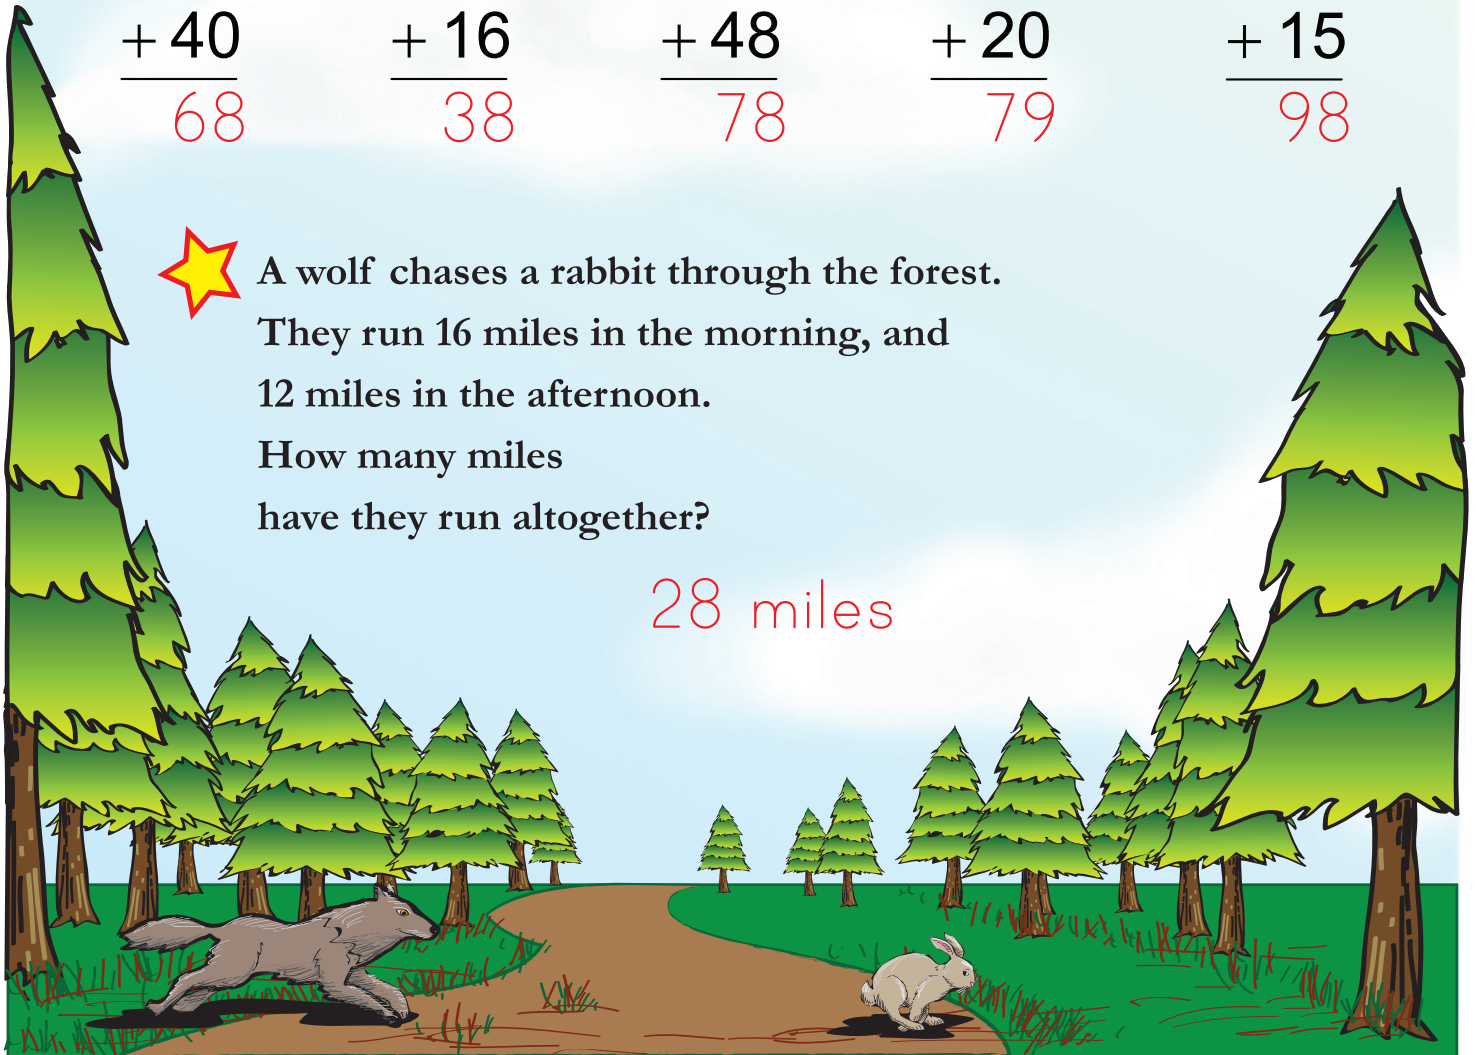 + 40 + 16 + 48 + 20 + 15
68 38 78 79 98
A wolf chases a rabbit through the forest.
They run 16 miles in the morning, and
12 miles in the afternoon.
How many miles
have they run altogether?
28 miles